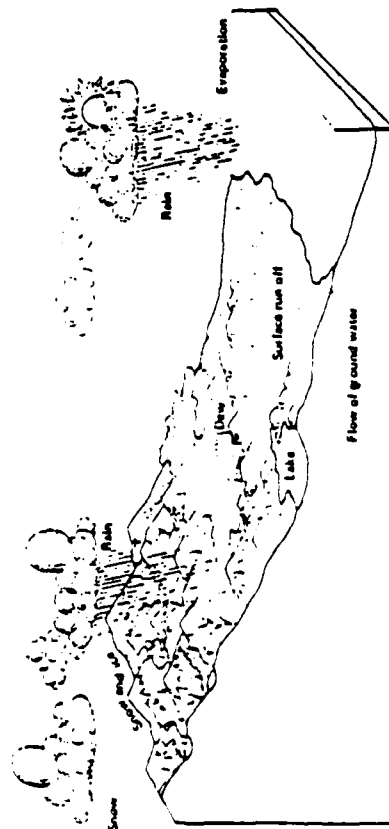 Snow
Rain
Rain
Evaporation
Snow and ice
Dew
Surface run off
Lake
Flow of ground water